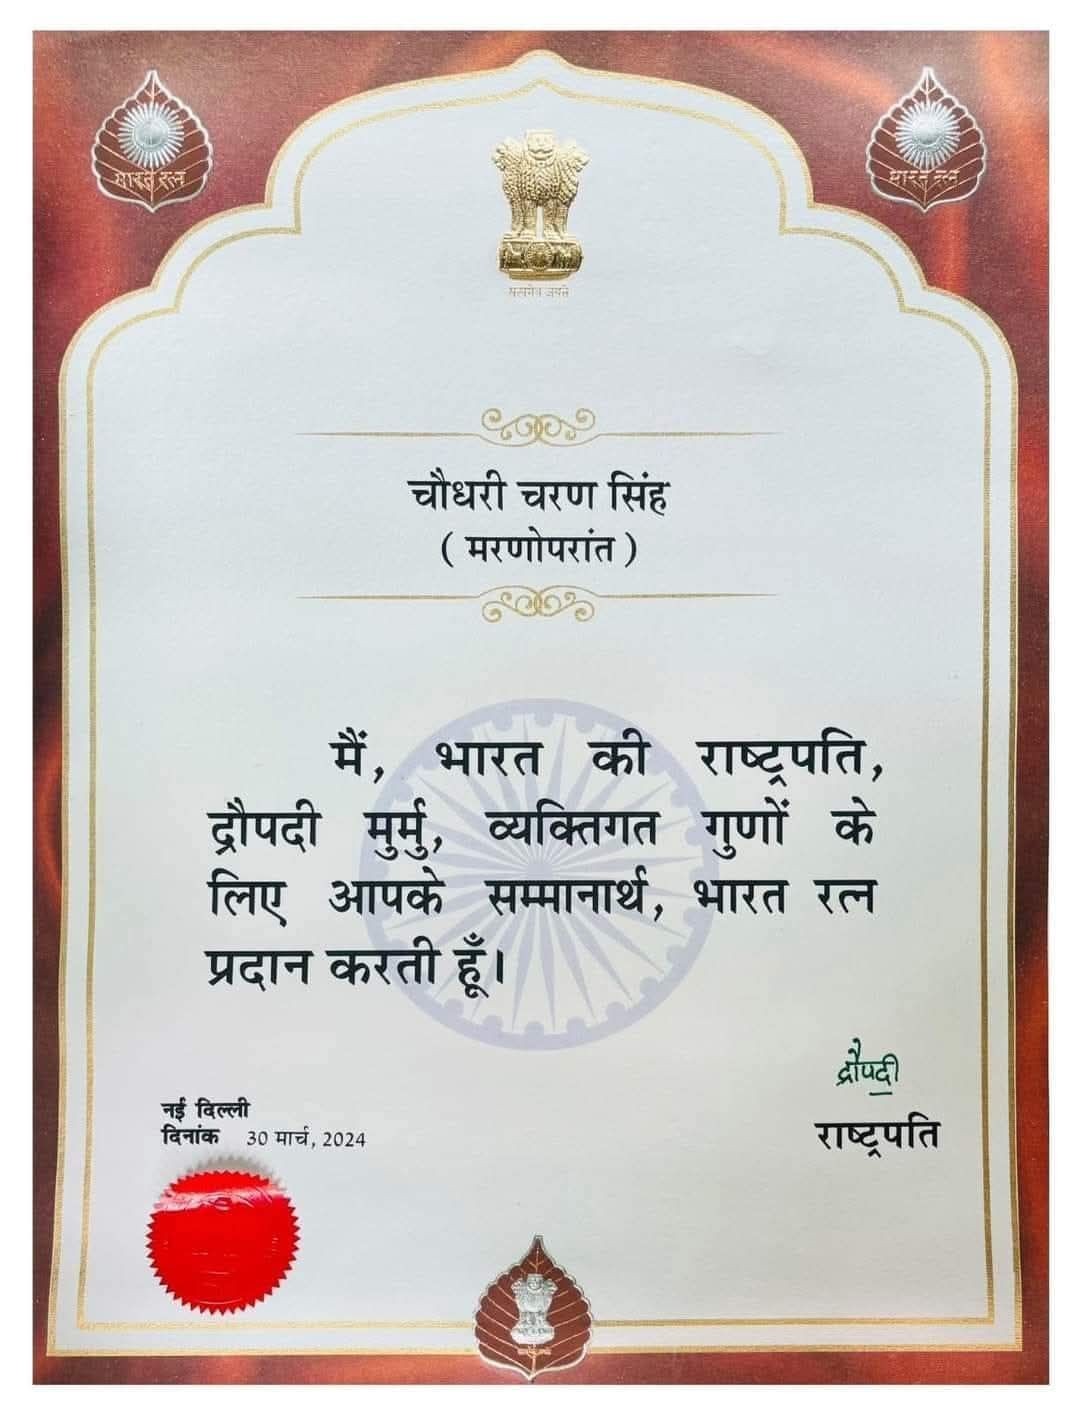 भारत रत्न
भारत रत्न
सत्यमेव जयते
चौधरी चरण सिंह
( मरणोपरांत )
मैं, भारत की राष्ट्रपति,
द्रौपदी मुर्मु, व्यक्तिगत गुणों के
लिए आपके सम्मानार्थ, भारत रत्न
प्रदान करती हूँ।
द्रौपदी
नई दिल्ली
दिनांक 30 मार्च, 2024
राष्ट्रपति